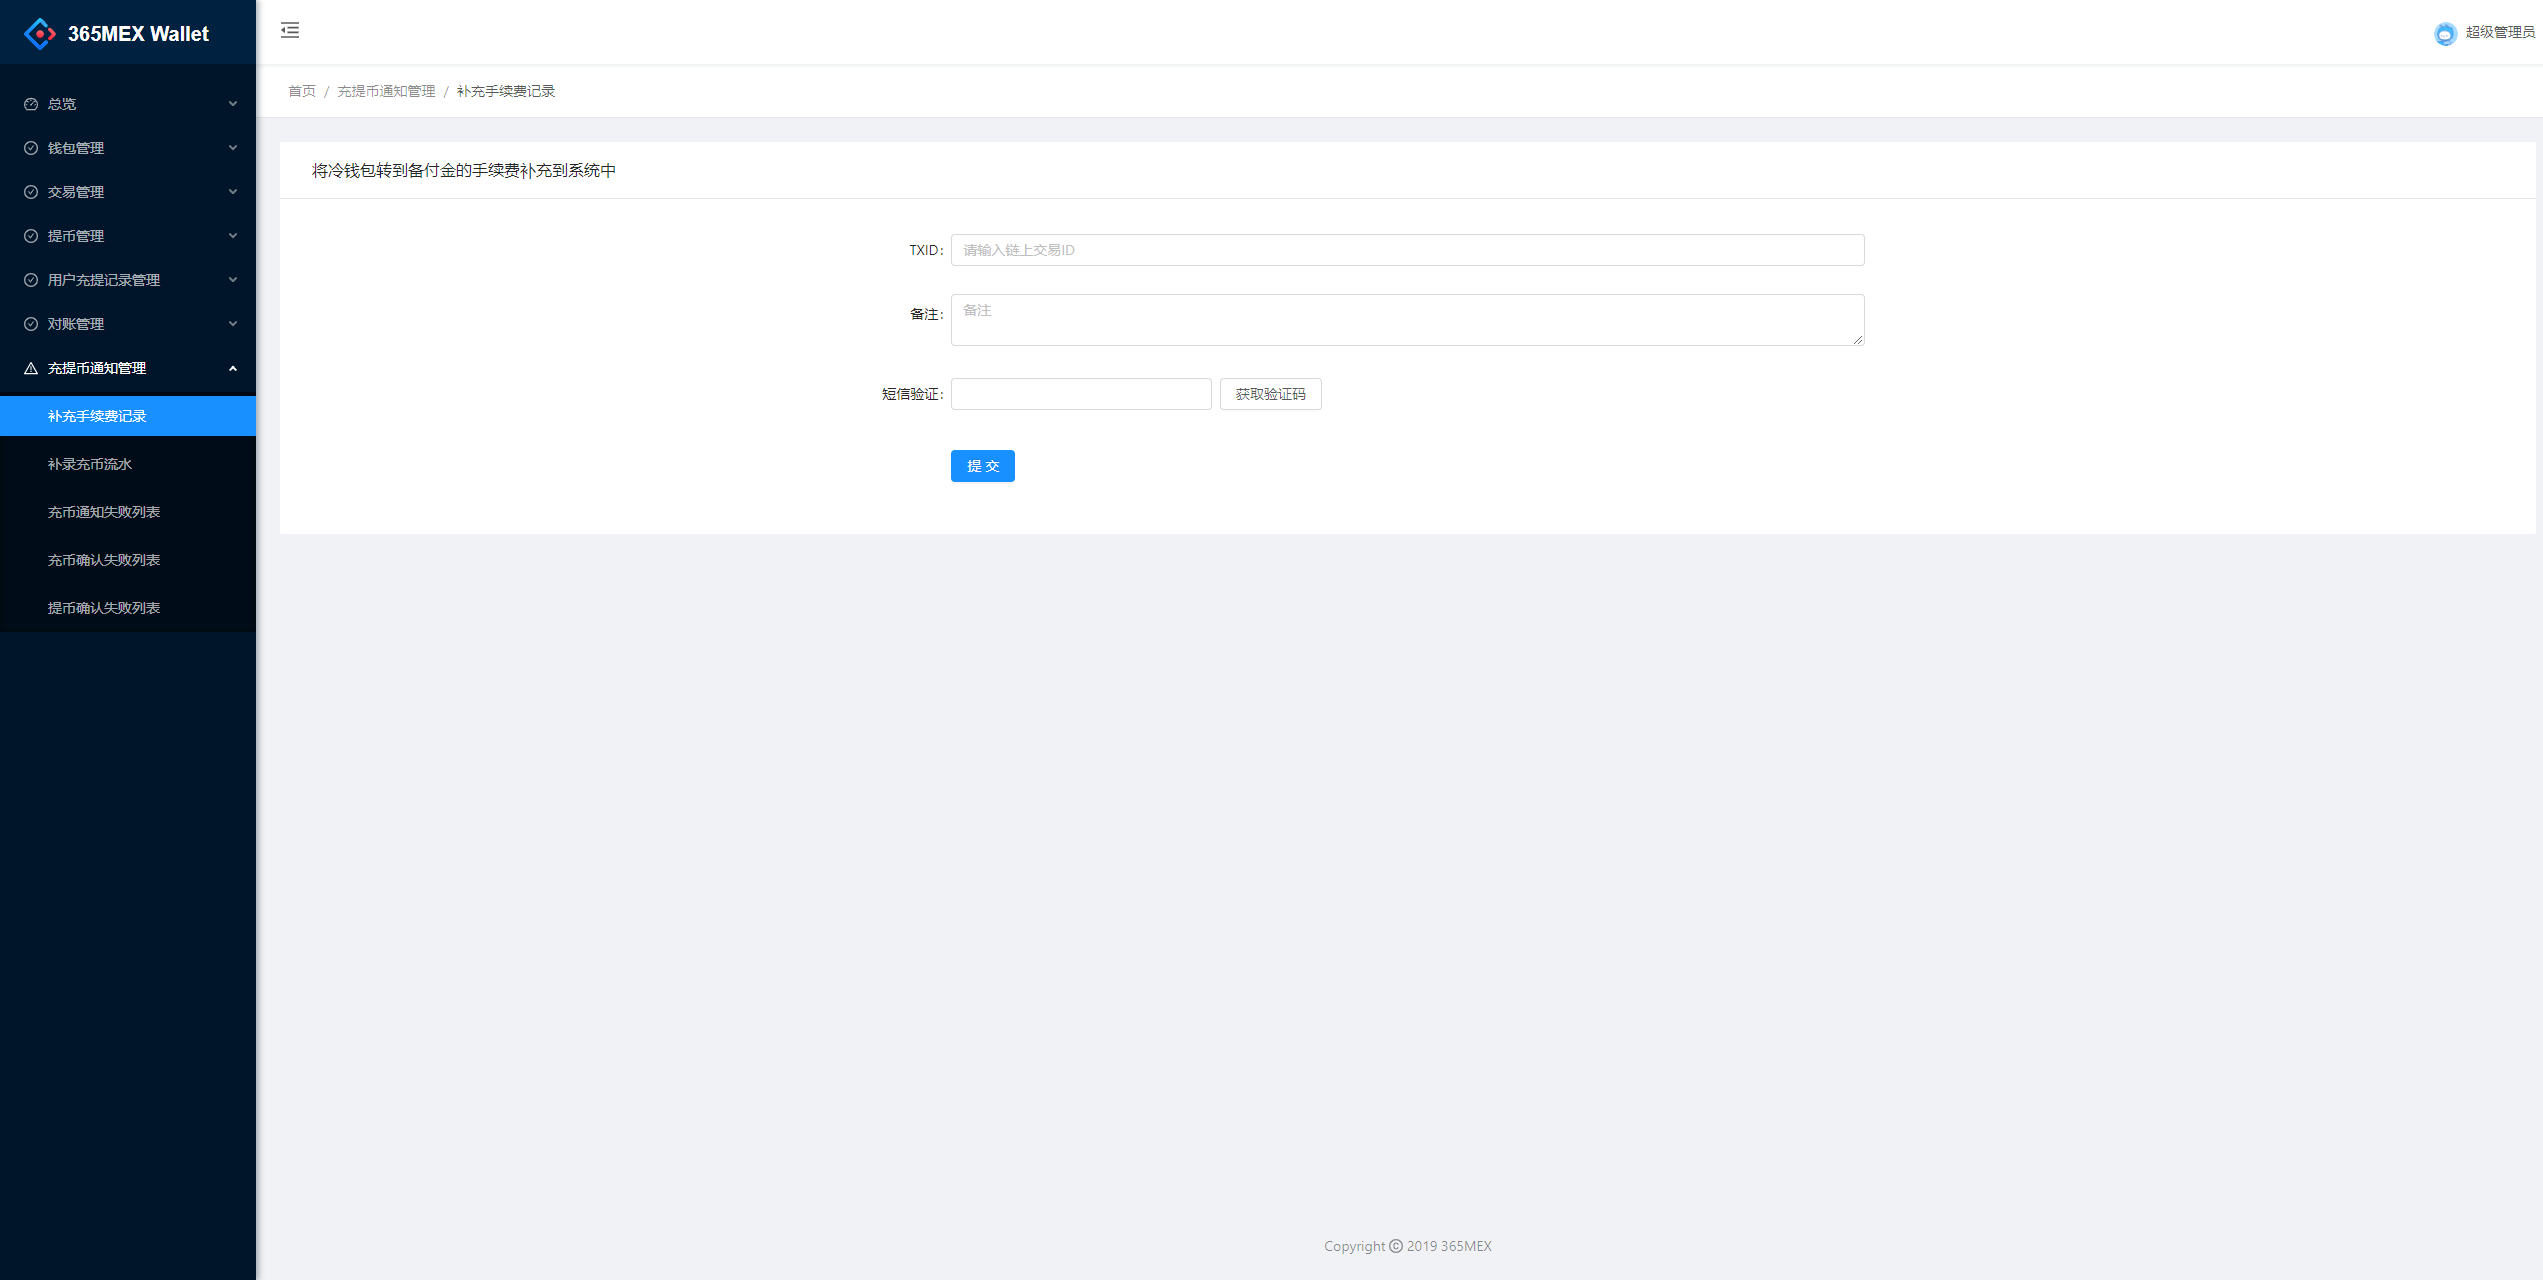 365MEX Wallet
超级管理员
首页 / 充提币通知管理 / 补充手续费记录
总览
钱包管理
交易管理
提币管理
用户充提记录管理
对账管理
充提币通知管理
补充手续费记录
补录充币流水
充币通知失败列表
充币确认失败列表
提币确认失败列表
将冷钱包转到备付金的手续费补充到系统中
TXID: 请输入链上交易ID
备注: 备注
短信验证: 获取验证码
提 交
Copyright © 2019 365MEX